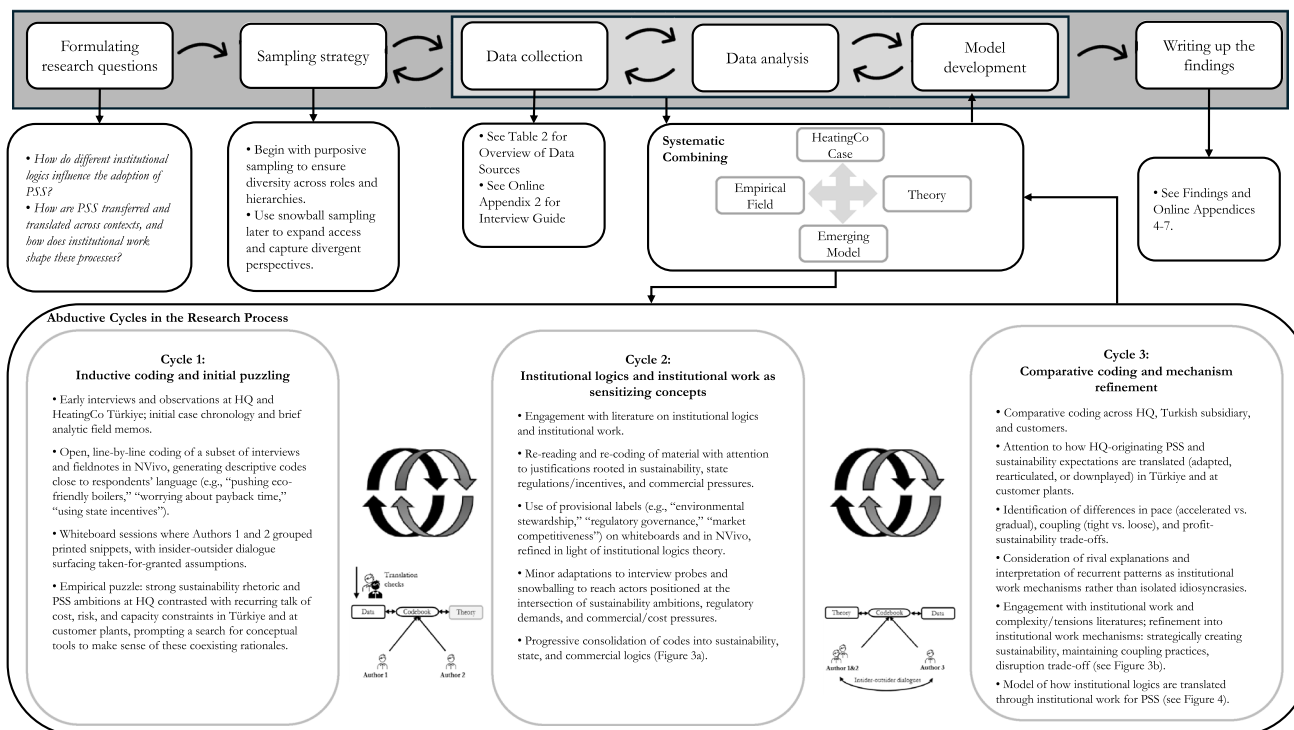 Formulating
research questions
Sampling strategy
Data collection
Data analysis
Model
development
Writing up the
findings
• How do different institutional
logics influence the adoption of
PSS?
• How are PSS transferred and
translated across contexts, and
how does institutional work
shape these processes?
• Begin with purposive
sampling to ensure
diversity across roles and
hierarchies.
• Use snowball sampling
later to expand access
and capture divergent
perspectives.
• See Table 2 for
Overview of Data
Sources
• See Online
Appendix 2 for
Interview Guide
Systematic
Combining
HeatingCo
Case
Empirical
Field
Theory
Emerging
Model
• See Findings and
Online Appendices
4-7.
Abductive Cycles in the Research Process
Cycle 1:
Inductive coding and initial puzzling
• Early interviews and observations at HQ and
HeatingCo Türkiye; initial case chronology and brief
analytic field memos.
• Open, line-by-line coding of a subset of interviews
and fieldnotes in NVivo, generating descriptive codes
close to respondents’ language (e.g., “pushing eco-
friendly boilers,” “worrying about payback time,”
“using state incentives”).
• Whiteboard sessions where Authors 1 and 2 grouped
printed snippets, with insider-outsider dialogue
surfacing taken-for-granted assumptions.
• Empirical puzzle: strong sustainability rhetoric and
PSS ambitions at HQ contrasted with recurring talk of
cost, risk, and capacity constraints in Türkiye and at
customer plants, prompting a search for conceptual
tools to make sense of these coexisting rationales.
Translation
checks
Data
Codebook
Theory
Author 1
Author 2
Cycle 2:
Institutional logics and institutional work as
sensitizing concepts
• Engagement with literature on institutional logics
and institutional work.
• Re-reading and re-coding of material with attention
to justifications rooted in sustainability, state
regulations/incentives, and commercial pressures.
• Use of provisional labels (e.g., “environmental
stewardship,” “regulatory governance,” “market
competitiveness”) on whiteboards and in NVivo,
refined in light of institutional logics theory.
• Minor adaptations to interview probes and
snowballing to reach actors positioned at the
intersection of sustainability ambitions, regulatory
demands, and commercial/cost pressures.
• Progressive consolidation of codes into sustainability,
state, and commercial logics (Figure 3a).
Theory
Codebook
Data
Author 1&2
Author 3
Insider-outsider dialogues
Cycle 3:
Comparative coding and mechanism
refinement
• Comparative coding across HQ, Turkish subsidiary,
and customers.
• Attention to how HQ-originating PSS and
sustainability expectations are translated (adapted,
rearticulated, or downplayed) in Türkiye and at
customer plants.
• Identification of differences in pace (accelerated vs.
gradual), coupling (tight vs. loose), and profit-
sustainability trade-offs.
• Consideration of rival explanations and
interpretation of recurrent patterns as institutional
work mechanisms rather than isolated idiosyncrasies.
• Engagement with institutional work and
complexity/tensions literatures; refinement into
institutional work mechanisms: strategically creating
sustainability, maintaining coupling practices,
disruption trade-off (see Figure 3b).
• Model of how institutional logics are translated
through institutional work for PSS (see Figure 4).